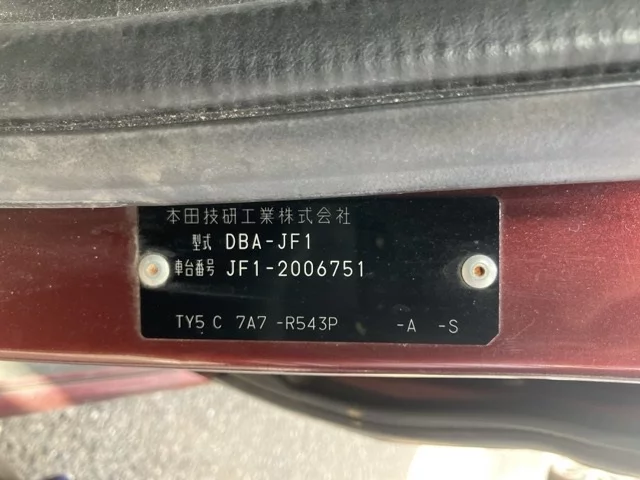 本田技研工業株式会社
型式 DBA-JF1
車台番号 JF1-2006751
TY5 C 7A7 -R543P -A -S